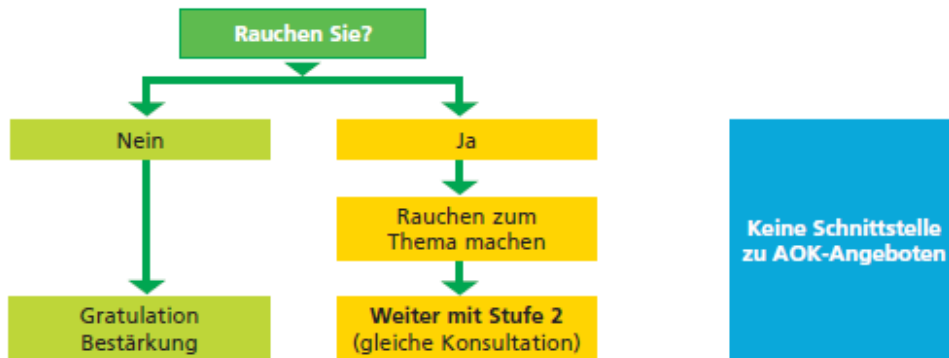 Rauchen Sie?
Nein
Ja
Rauchen zum
Thema machen
Keine Schnittstelle
zu AOK-Angeboten
Gratulation
Bestärkung
Weiter mit Stufe 2
(gleiche Konsultation)